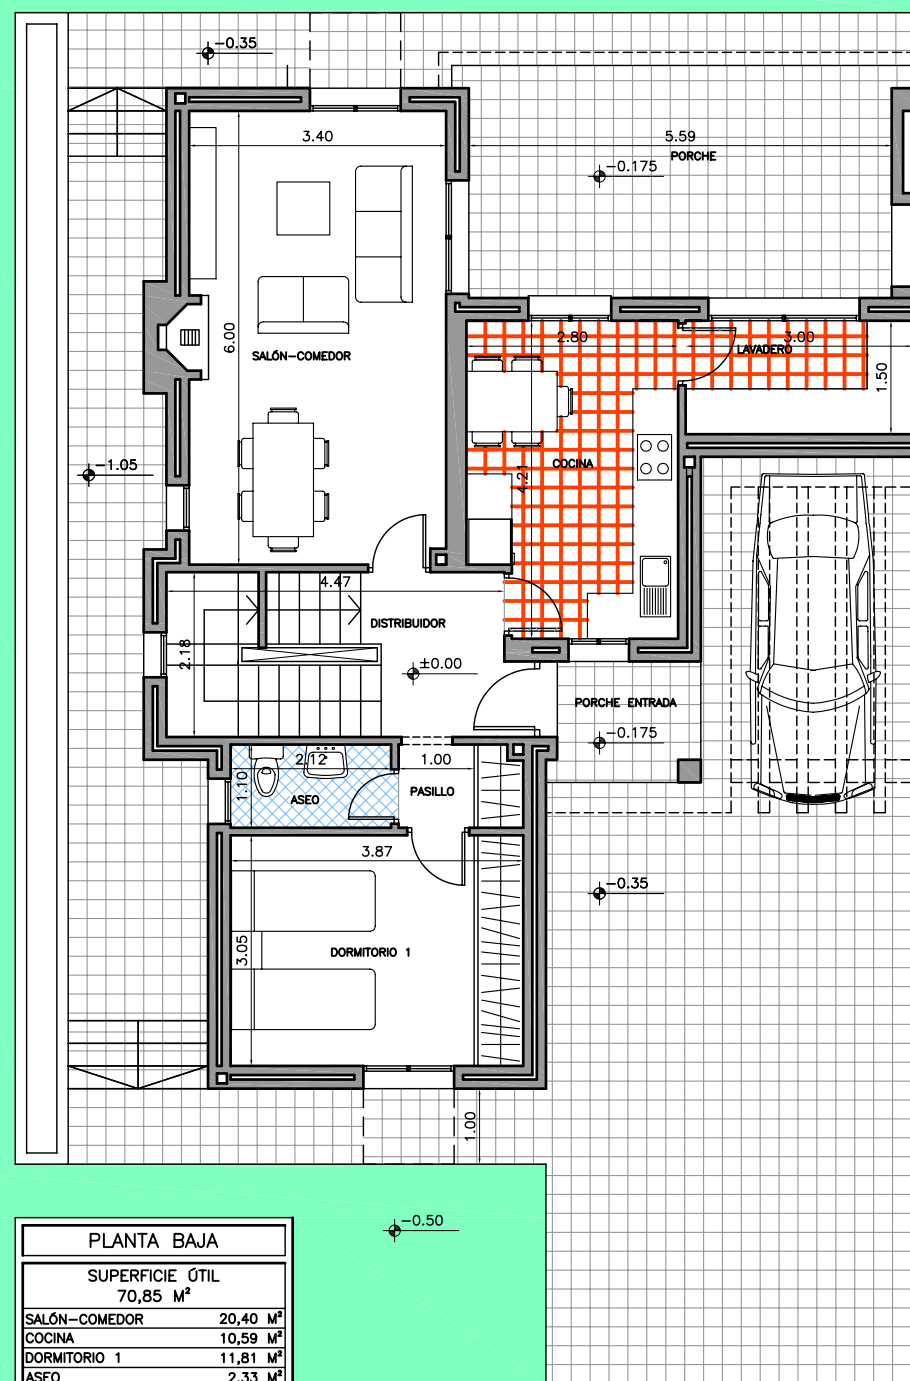 -0.35
3.40
5.59
PORCHE
-0.175
6.00
2.80
3.00
LAVADERO
SALÓN-COMEDOR
1.50
-1.05
COCINA
4.21
4.47
DISTRIBUIDOR
2.18
±0.00
PORCHE ENTRADA
-0.175
2.12
1.00
1.10
ASEO
PASILLO
3.87
-0.35
3.05
DORMITORIO 1
1.00
-0.50
PLANTA BAJA
SUPERFICIE ÚTIL
70,85 M²
SALÓN-COMEDOR 20,40 M²
COCINA 10,59 M²
DORMITORIO 1 11,81 M²
ASEO 2,33 M²